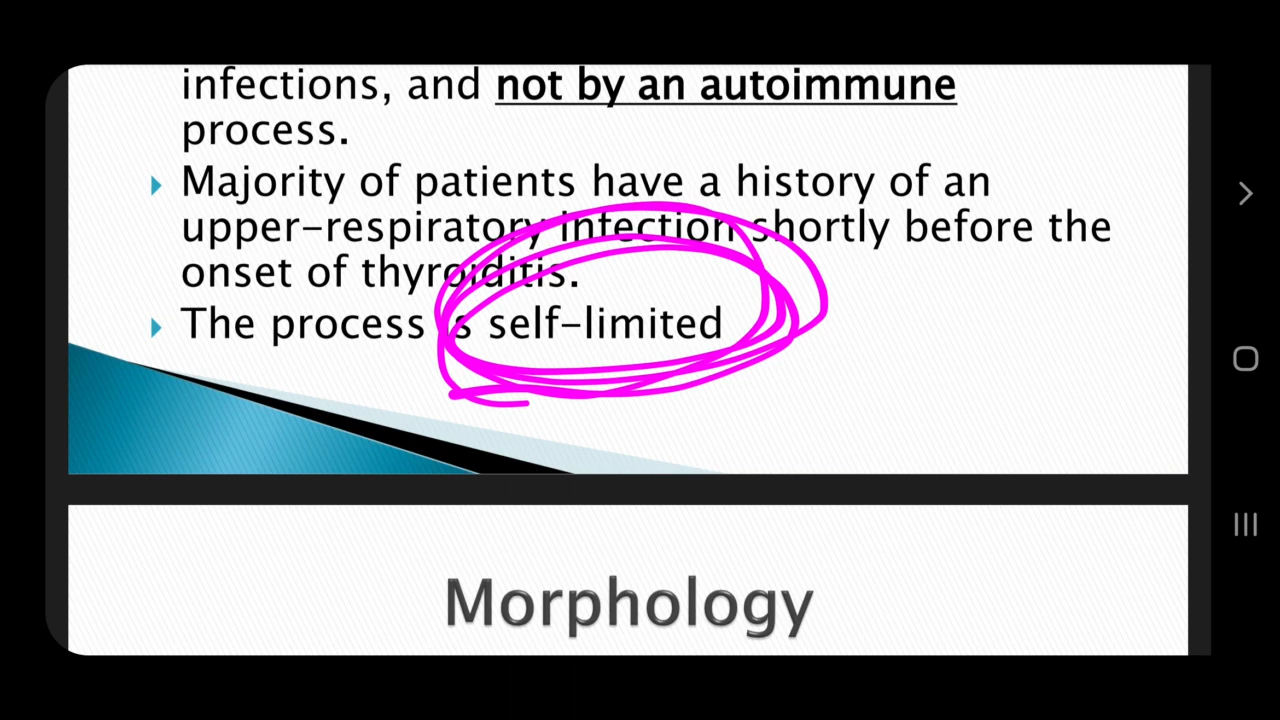 infections, and not by an autoimmune
process.
Majority of patients have a history of an
upper-respiratory infection shortly before the
onset of thyroiditis.
The process is self-limited
Morphology